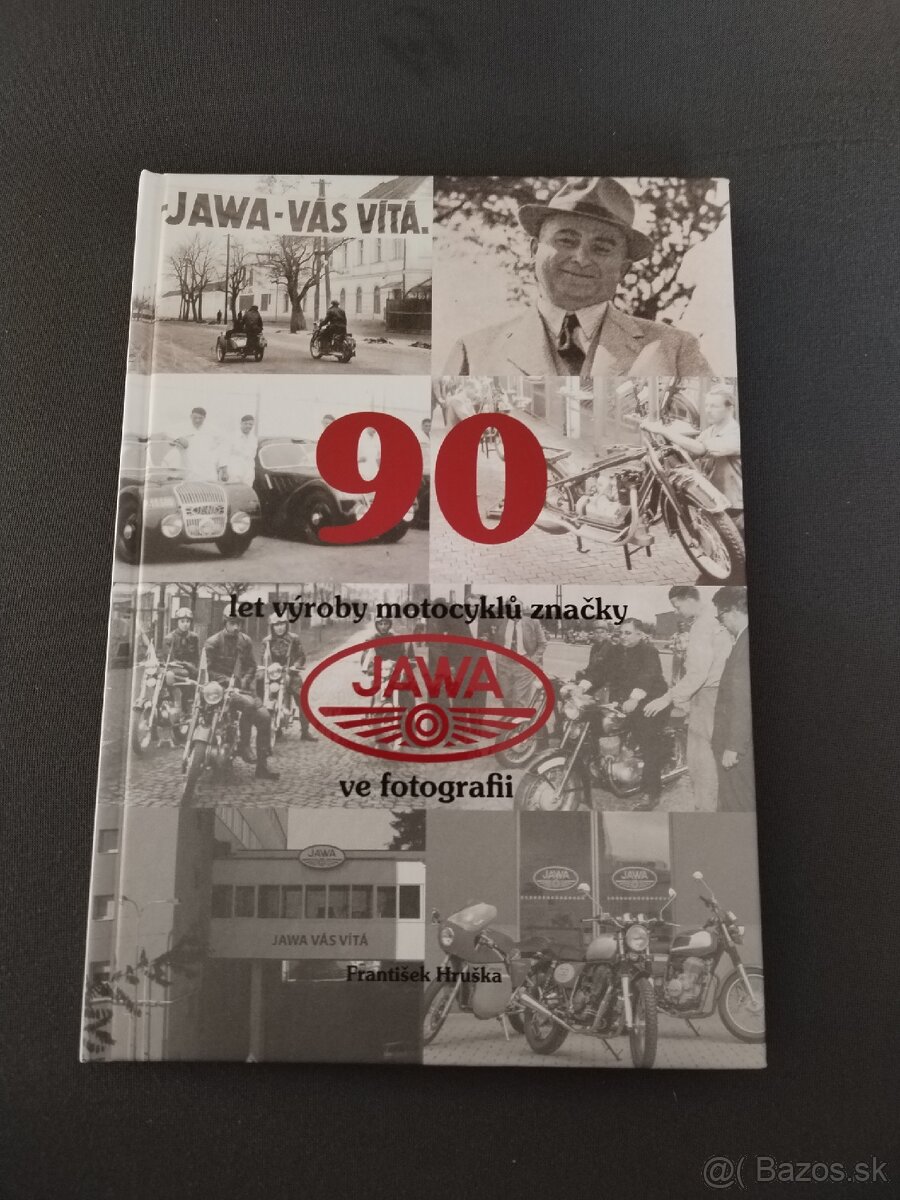 JAWA - VÁS VÍTÁ.
90
let výroby motocyklů značky
JAWA
ve fotografii
JAWA
JAWA VÁS VÍTÁ
JAWA
JAWA
František Hruška
@( Bazos.sk